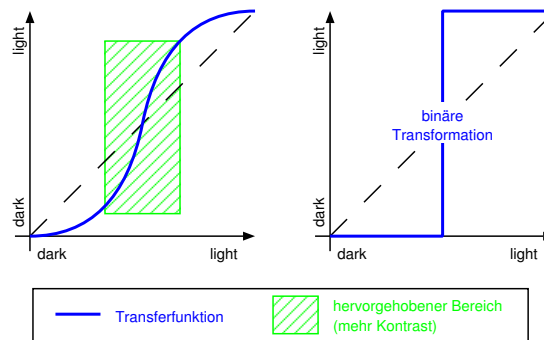 light
dark
dark
light
light
dark
dark
light
binäre
Transformation
Transferfunktion
hervorgehobener Bereich
(mehr Kontrast)